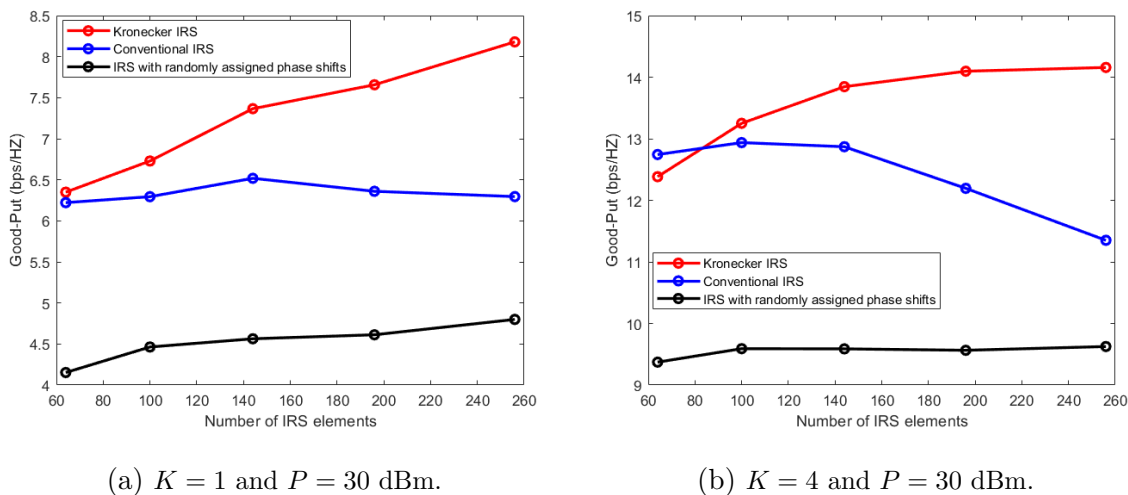 8.5
8
7.5
7
6.5
6
5.5
5
4.5
4
Good-Put (bps/HZ)
Kronecker IRS
Conventional IRS
IRS with randomly assigned phase shifts
60 80 100 120 140 160 180 200 220 240 260
Number of IRS elements
(a) K = 1 and P = 30 dBm.
15
14
13
12
11
10
9
Good-Put (bps/HZ)
Kronecker IRS
Conventional IRS
IRS with randomly assigned phase shifts
60 80 100 120 140 160 180 200 220 240 260
Number of IRS elements
(b) K = 4 and P = 30 dBm.